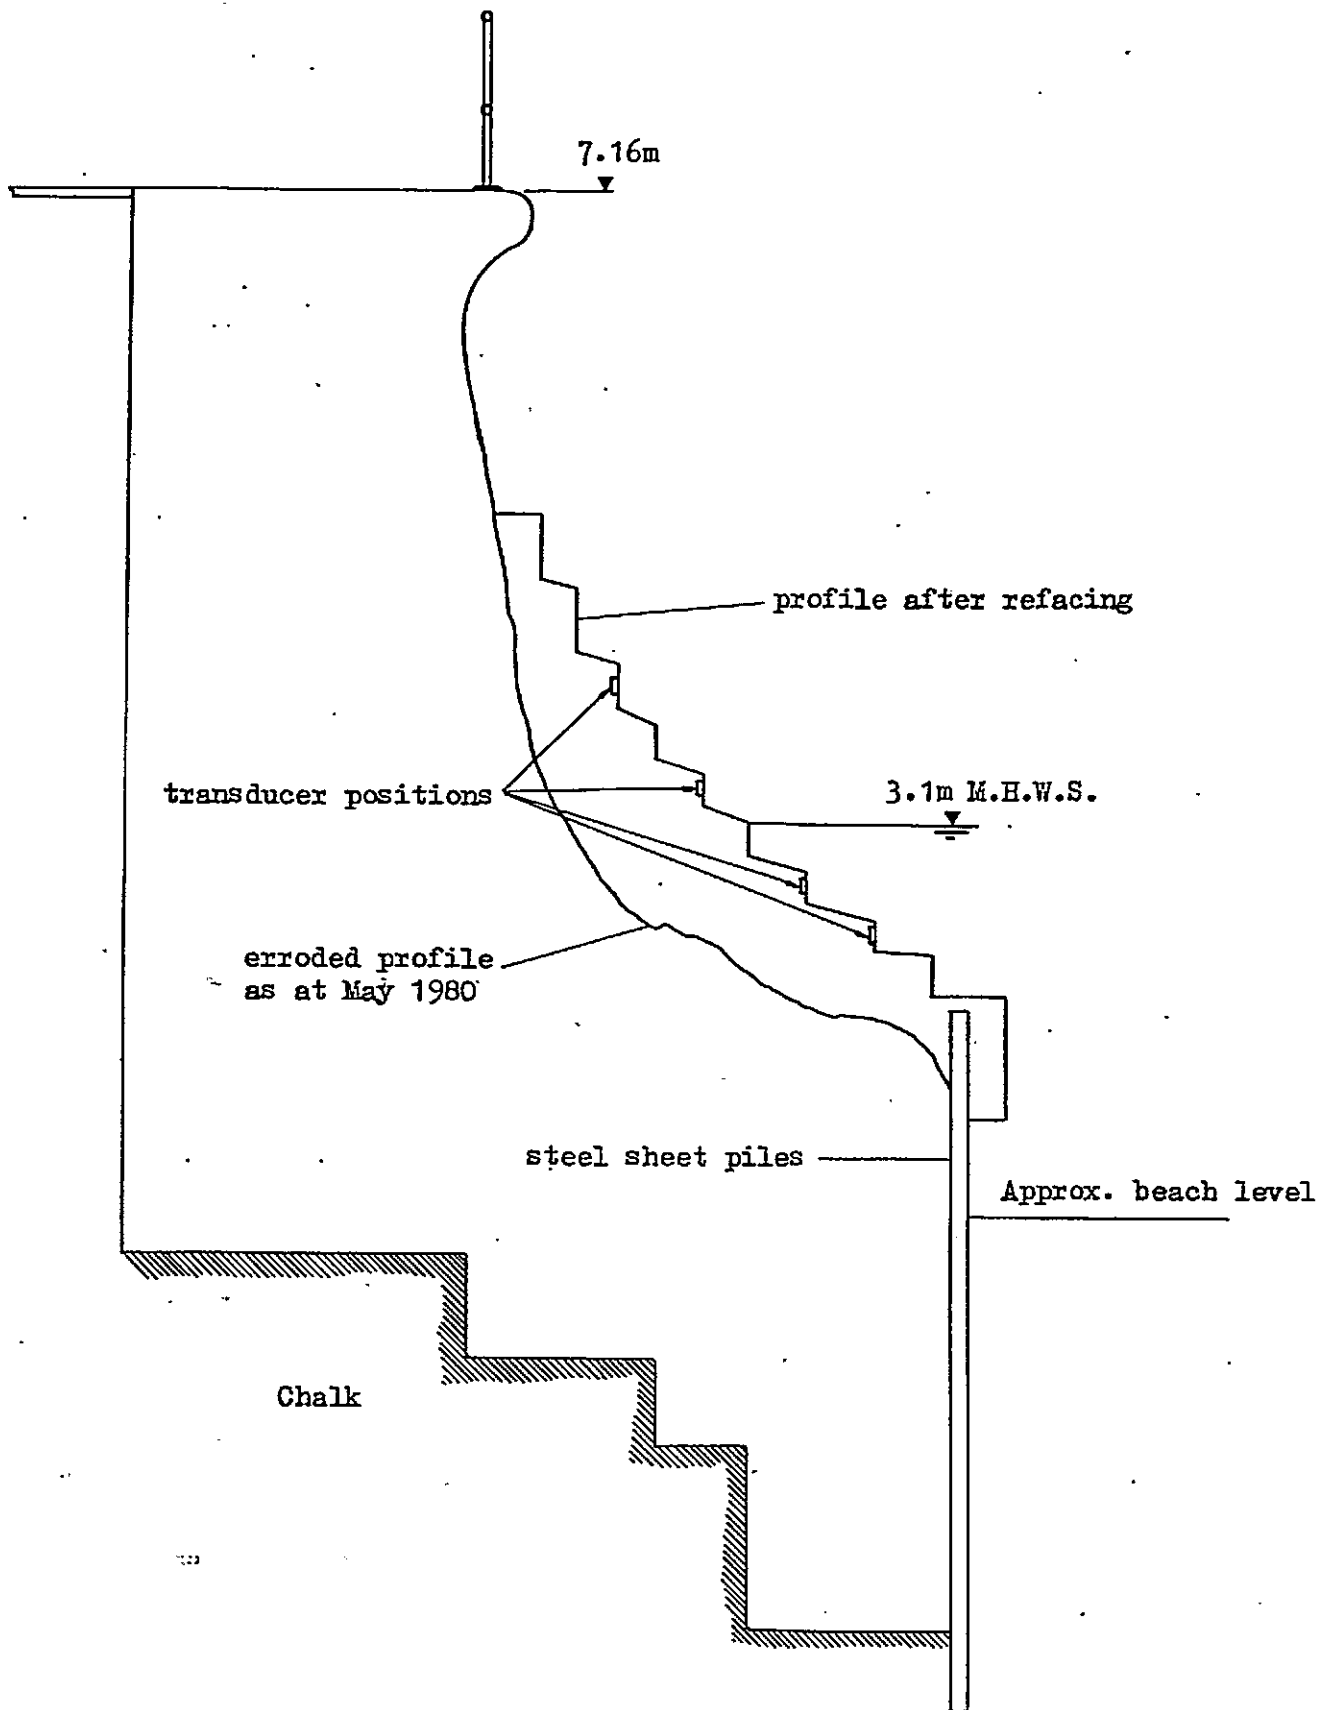 7.16m
profile after refacing
transducer positions
3.1m M.H.W.S.
erroded profile
as at May 1980
steel sheet piles
Approx. beach level
Chalk